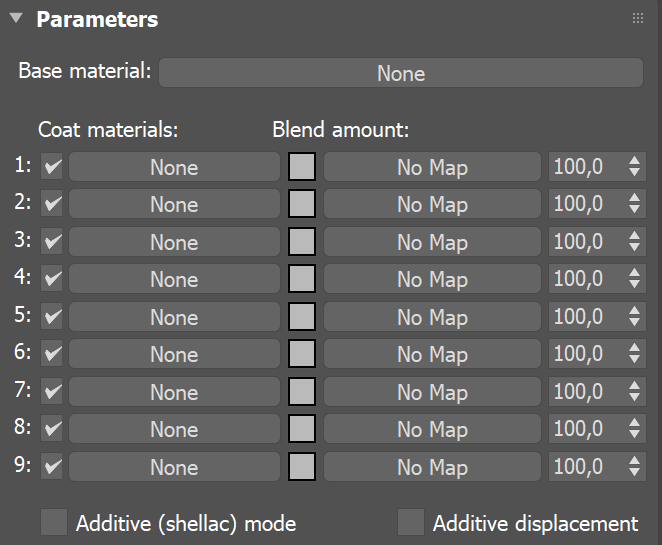 Parameters
Base material: None
Coat materials: Blend amount:
1: None No Map 100,0
2: None No Map 100,0
3: None No Map 100,0
4: None No Map 100,0
5: None No Map 100,0
6: None No Map 100,0
7: None No Map 100,0
8: None No Map 100,0
9: None No Map 100,0
Additive (shellac) mode Additive displacement